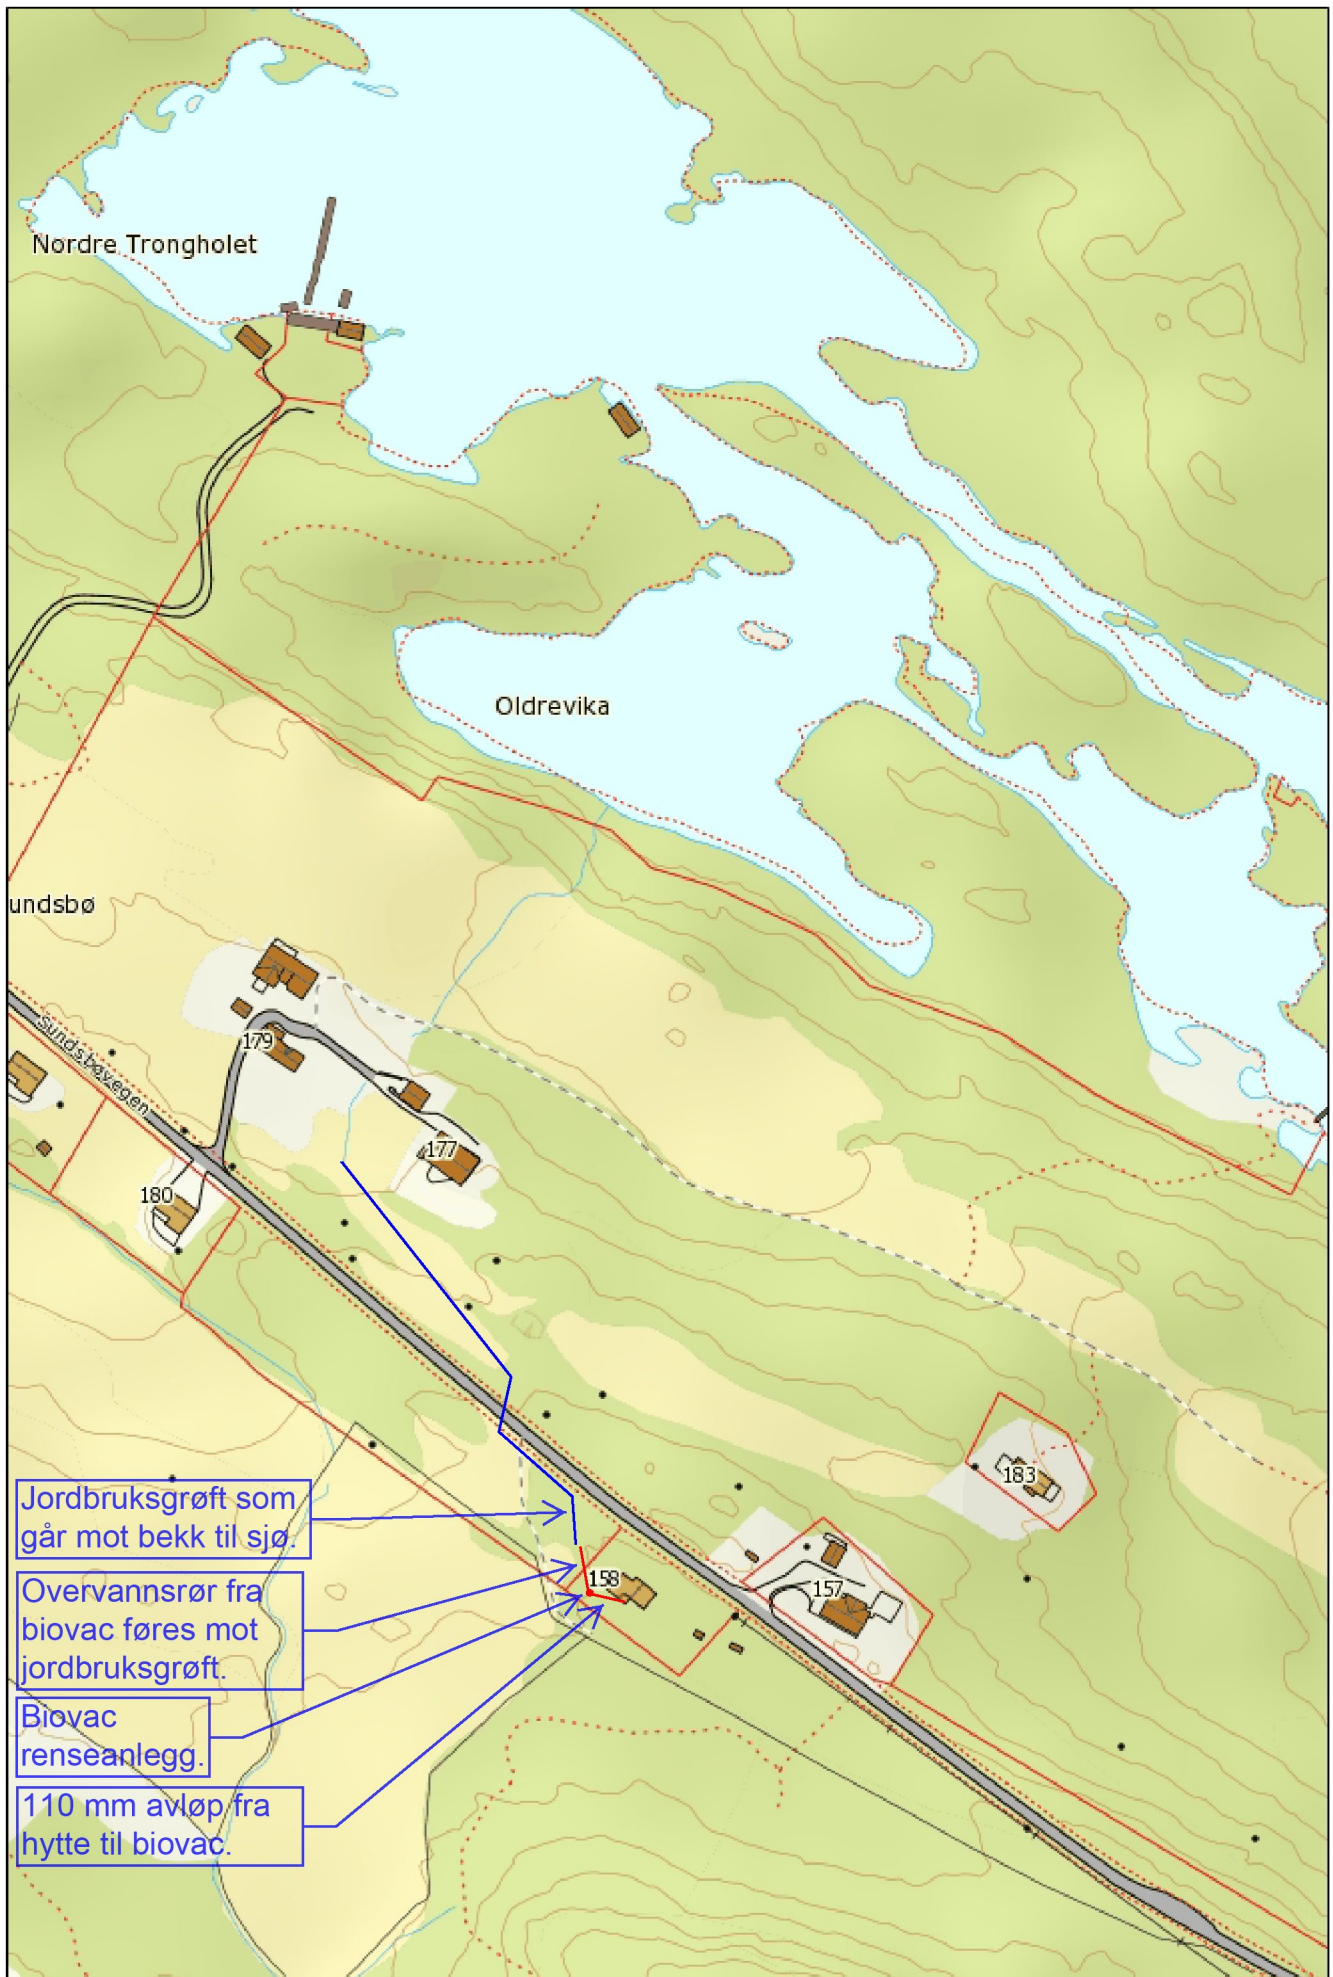 Nordre Trongholet
Oldrevika
undsbø
Sundsbøvegen
179
177
180
183
158
157
Jordbruksgrøft som
går mot bekk til sjø.
Overvannsrør fra
biovac føres mot
jordbruksgrøft.
Biovac
renseanlegg.
110 mm avløp fra
hytte til biovac.